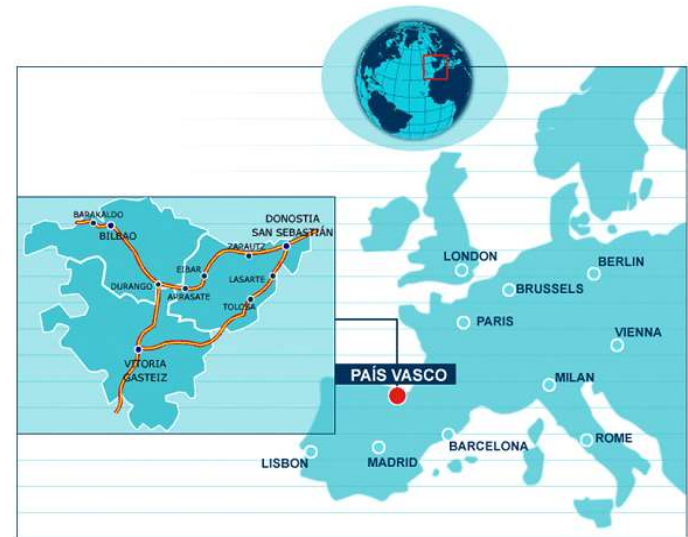 BARAKALDO
BILBAO
DONOSTIA
SAN SEBASTIÁN
ZARAUTZ
EIBAR
LASARTE
DURANGO
ARRASATE
TOLOSA
VITORIA
GASTEIZ
LONDON
BERLIN
BRUSSELS
PARIS
VIENNA
PAÍS VASCO
MILAN
BARCELONA
ROME
LISBON
MADRID